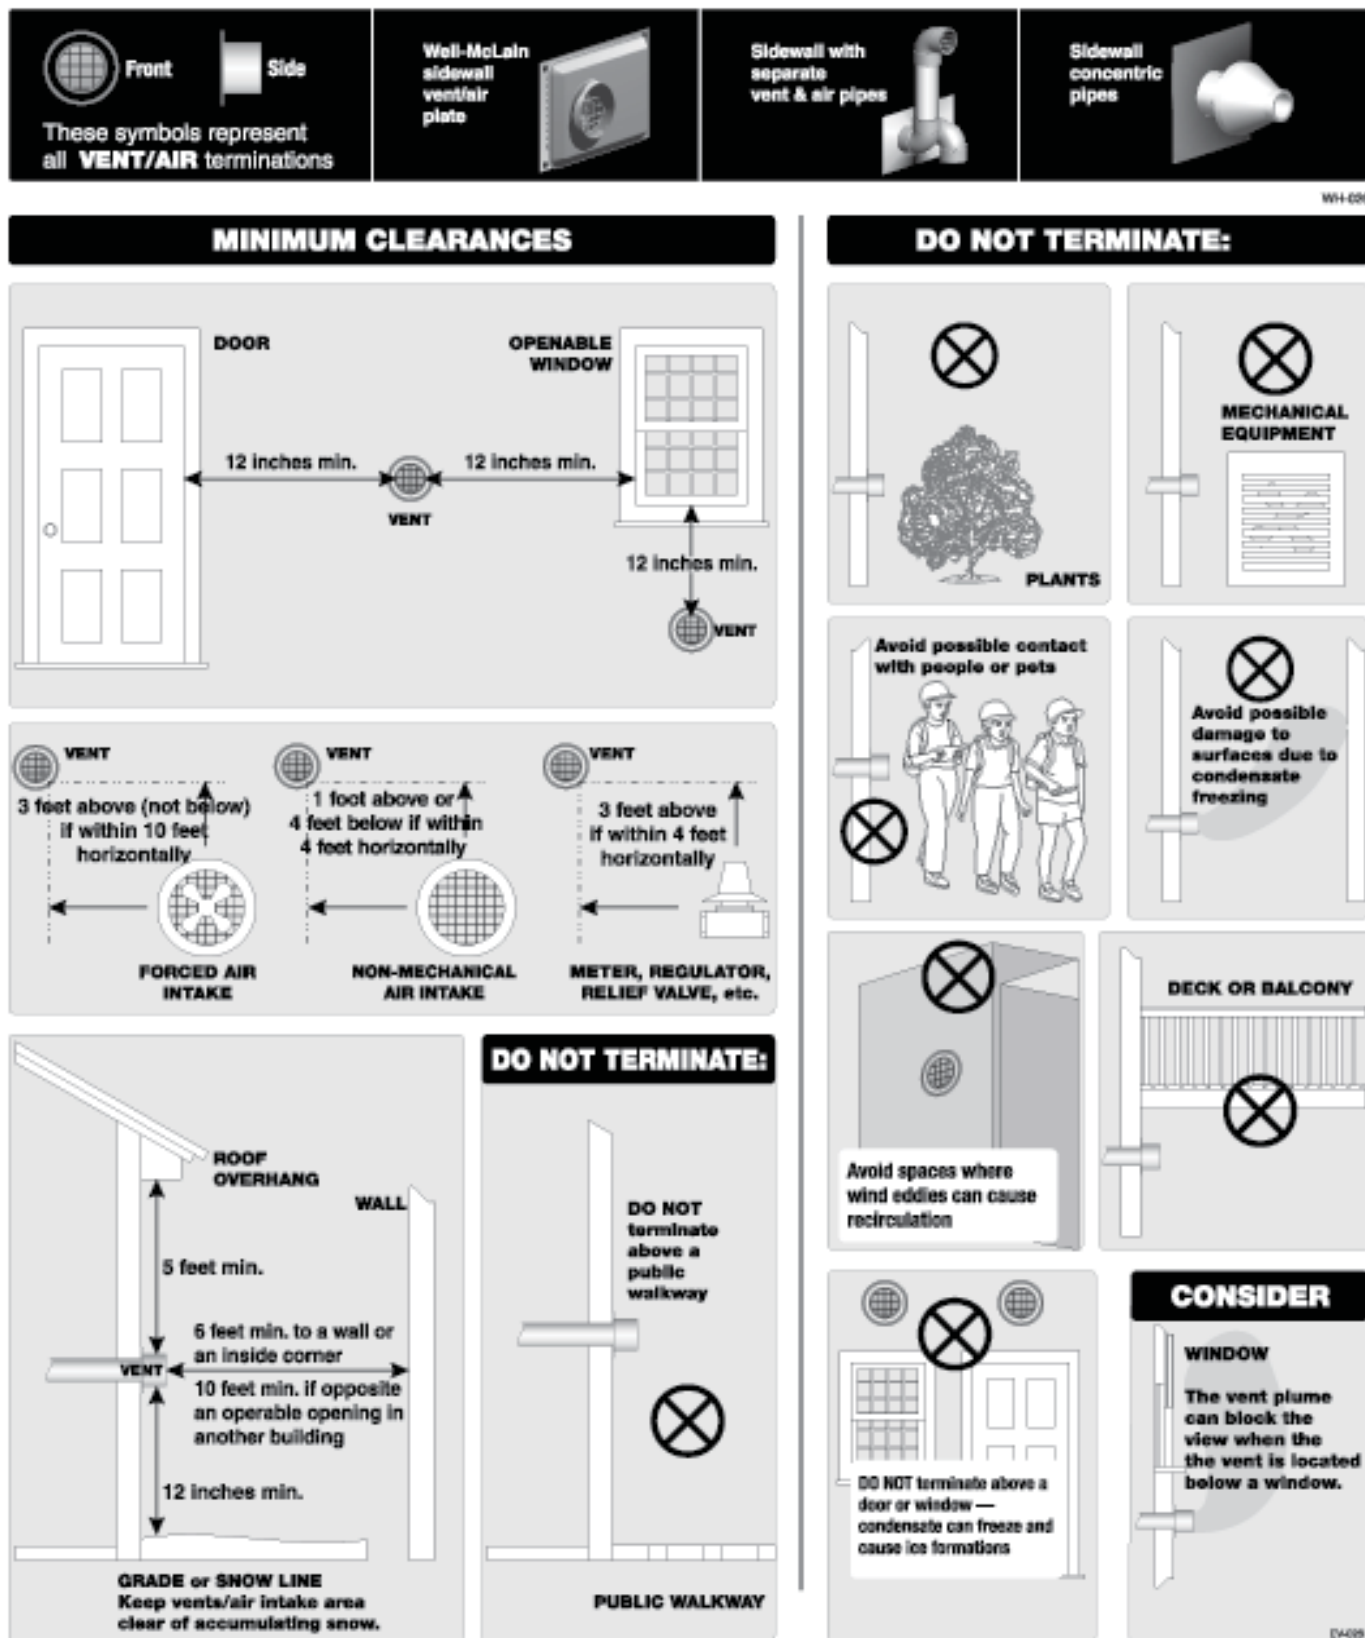 Front
Side
These symbols represent
all VENT/AIR terminations
Well-McLain
sidewall
vent/air
plate
Sidewall with
separate
vent & air pipes
Sidewall
concentric
pipes
MINIMUM CLEARANCES
DOOR
OPENABLE
WINDOW
12 inches min.
12 inches min.
VENT
12 inches min.
VENT
VENT
3 feet above (not below)
if within 10 feet
horizontally
FORCED AIR
INTAKE
VENT
1 foot above or
4 feet below if within
4 feet horizontally
NON-MECHANICAL
AIR INTAKE
VENT
3 feet above
if within 4 feet
horizontally
METER, REGULATOR,
RELIEF VALVE, etc.
ROOF
OVERHANG
WALL
5 feet min.
6 feet min. to a wall or
an inside corner
VENT
10 feet min. if opposite
an operable opening in
another building
12 inches min.
GRADE or SNOW LINE
Keep vents/air intake area
clear of accumulating snow.
DO NOT TERMINATE:
DO NOT
terminate
above a
public
walkway
PUBLIC WALKWAY
DO NOT TERMINATE:
PLANTS
MECHANICAL
EQUIPMENT
Avoid possible contact
with people or pets
Avoid possible
damage to
surfaces due to
condensate
freezing
Avoid spaces where
wind eddies can cause
recirculation
DECK OR BALCONY
DO NOT terminate above a
door or window —
condensate can freeze and
cause ice formations
CONSIDER
WINDOW
The vent plume
can block the
view when the
the vent is located
below a window.